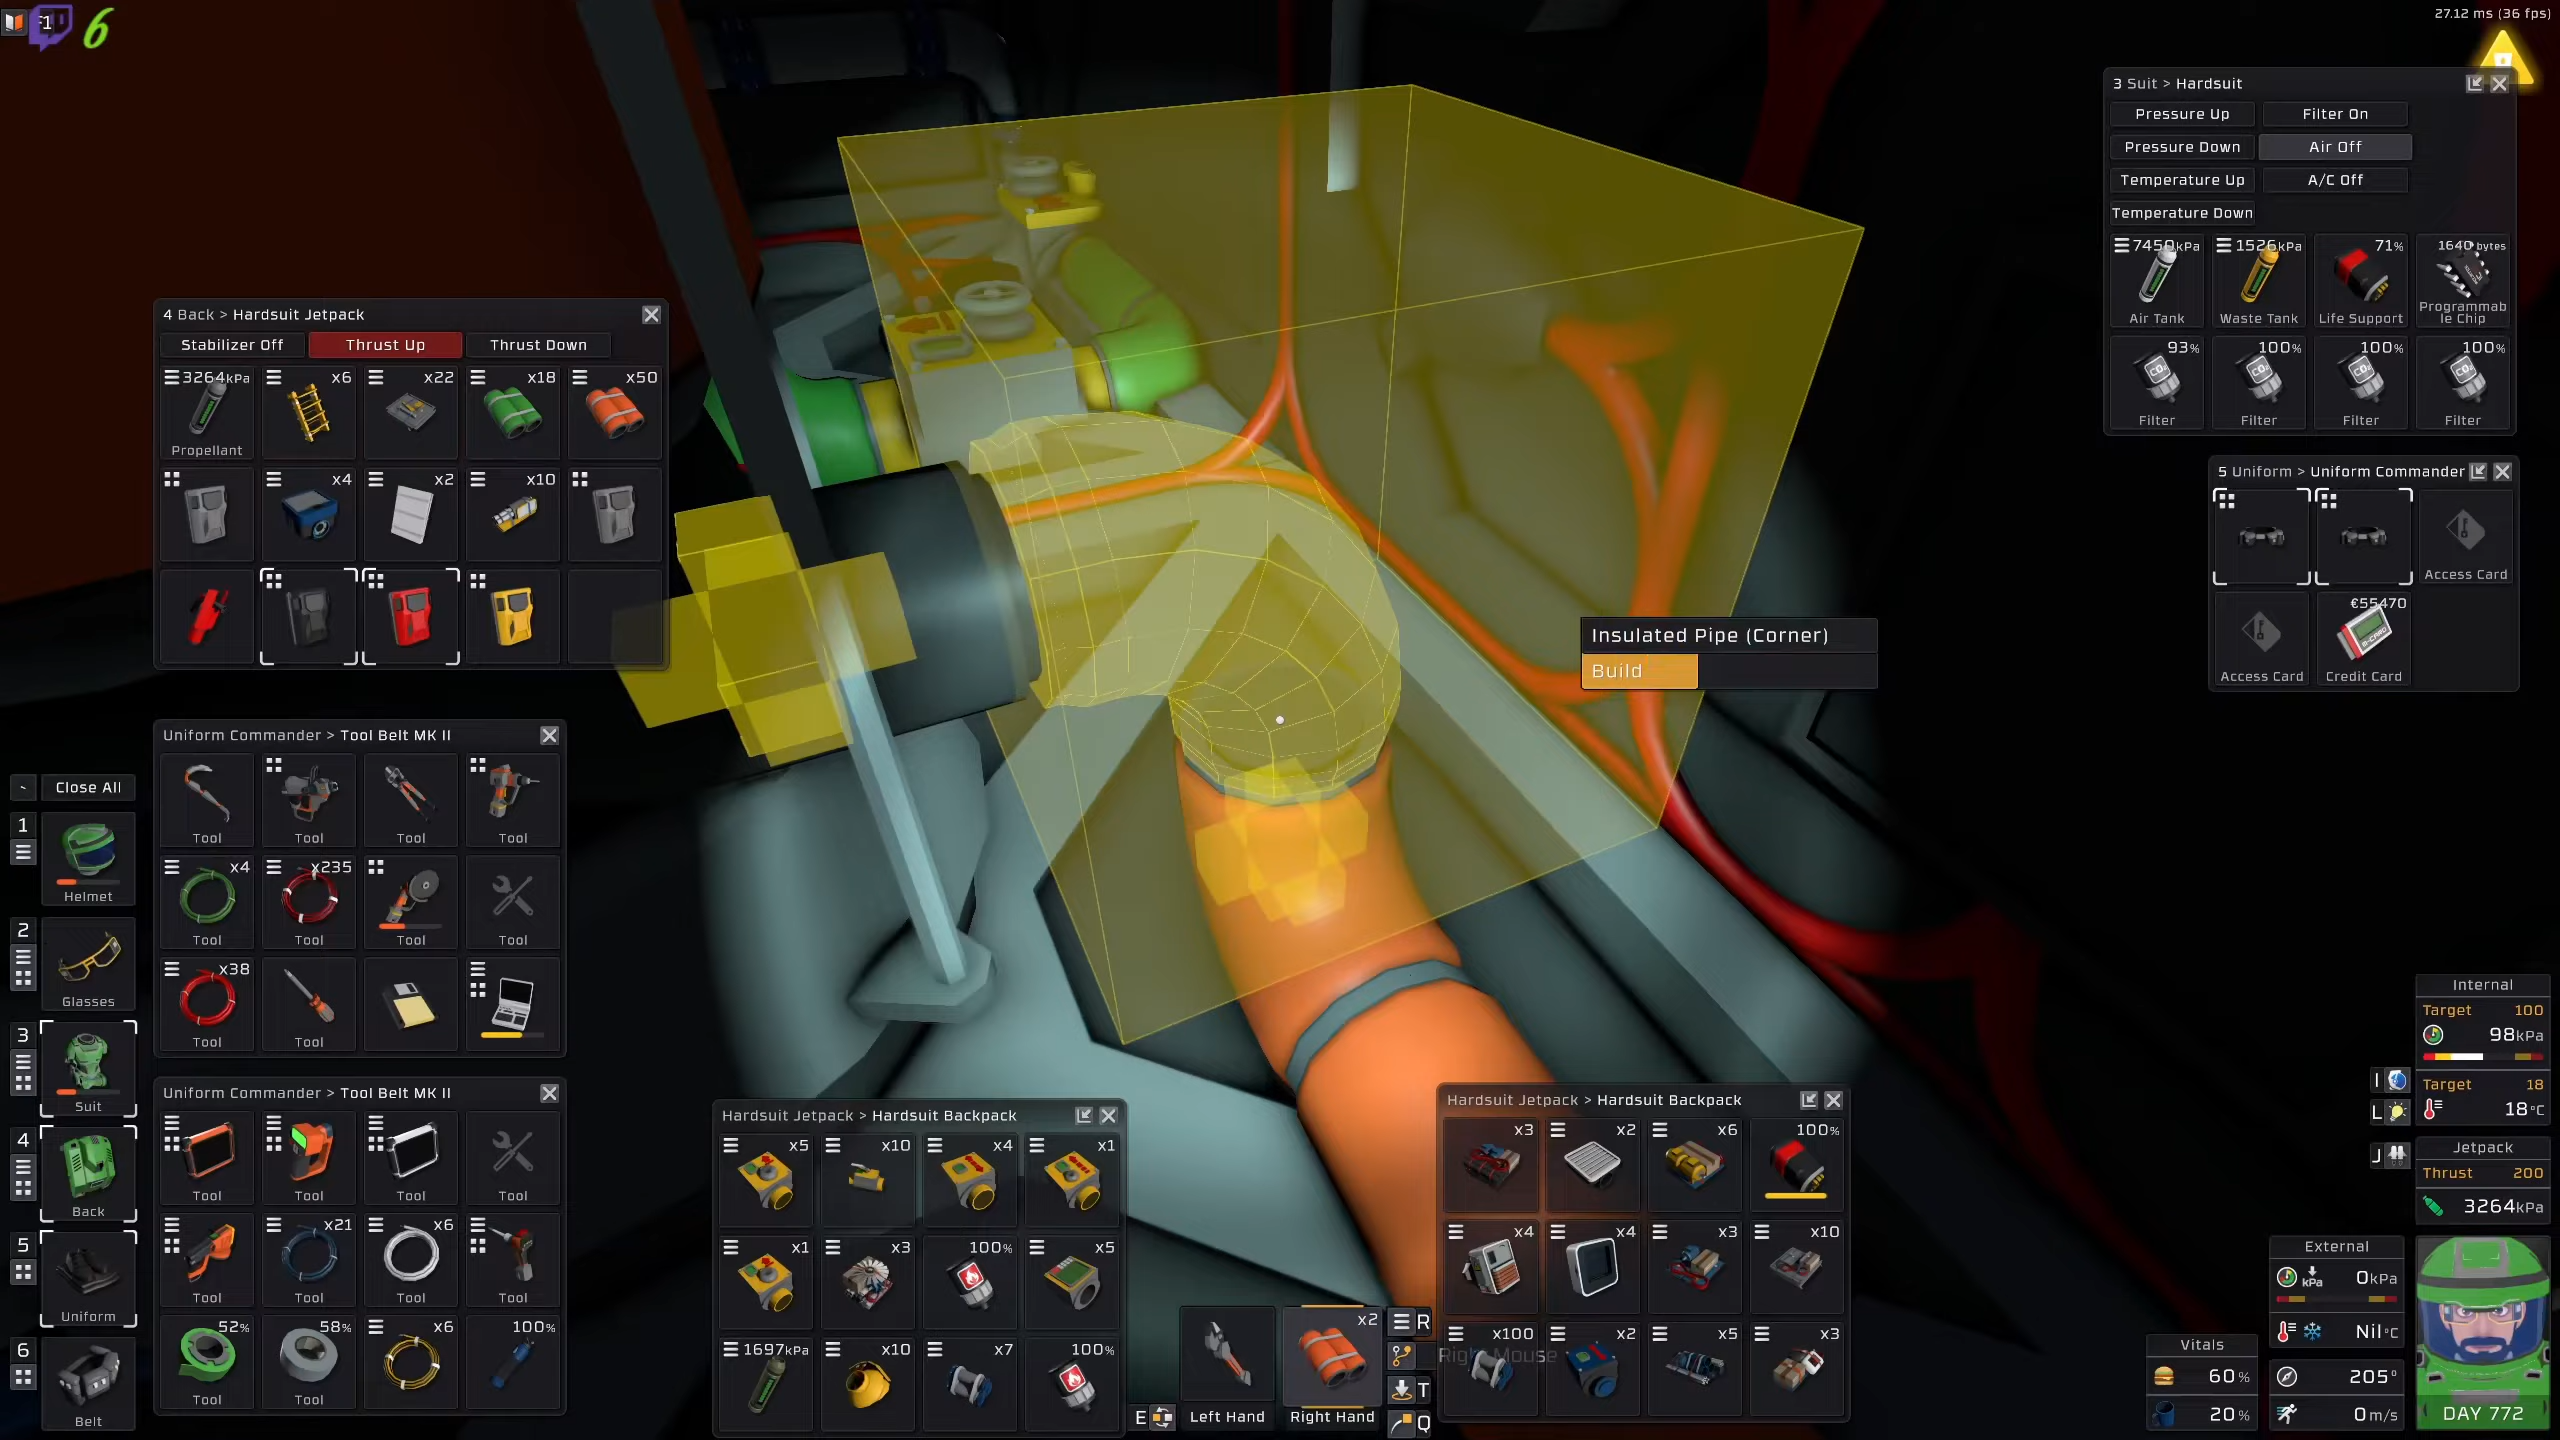 1
6
27.12 ms (36 fps)
3 Suit > Hardsuit
Pressure Up
Filter On
Pressure Down
Air Off
Temperature Up
A/C Off
Temperature Down
7450kPa
1526kPa
71%
1640 bytes
Air Tank
Waste Tank
Life Support
Programmab
le Chip
93%
100%
100%
100%
Filter
Filter
Filter
Filter
4 Back > Hardsuit Jetpack
Stabilizer Off
Thrust Up
Thrust Down
3264kPa
x6
x22
x18
x50
Propellant
x4
x2
x10
5 Uniform > Uniform Commander
Access Card
€55470
Access Card
Credit Card
Insulated Pipe (Corner)
Build
Uniform Commander > Tool Belt MK II
Tool
Tool
Tool
Tool
x4
x235
Tool
Tool
Tool
Tool
x38
Tool
Tool
~
Close All
1
Helmet
2
Glasses
3
Suit
4
Back
5
Uniform
6
Belt
Uniform Commander > Tool Belt MK II
Tool
Tool
Tool
Tool
x21
x6
Tool
Tool
Tool
Tool
52%
58%
x6
100%
Tool
Tool
Hardsuit Jetpack > Hardsuit Backpack
x5
x10
x4
x1
x1
x3
100%
x5
1697kPa
x10
x7
100%
E
Left Hand
x2
Right Hand
R
T
Q
Right Mouse
Hardsuit Jetpack > Hardsuit Backpack
x3
x2
x6
100%
x4
x4
x3
x10
x100
x2
x5
x3
Internal
Target 100
98kPa
Target 18
18°C
I
L
J
Jetpack
Thrust 200
3264kPa
External
kPa
0kPa
Nil°C
Vitals
60%
205°
20%
0m/s
DAY 772